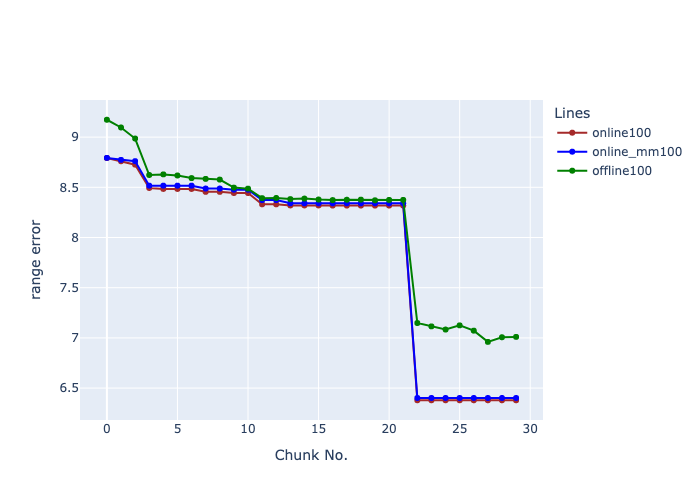 Lines
online100
online_mm100
offline100
range error
9
8.5
8
7.5
7
6.5
0 5 10 15 20 25 30
Chunk No.